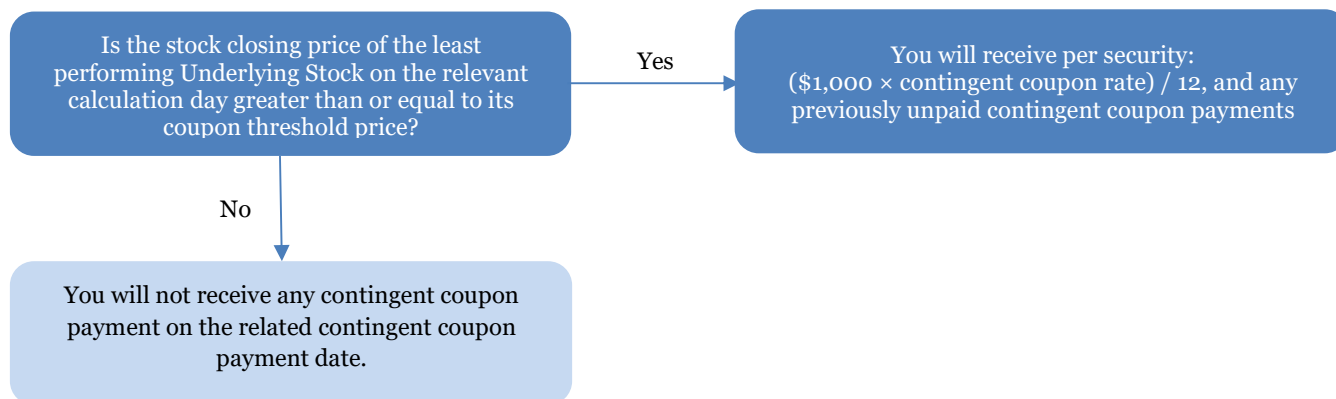 Is the stock closing price of the least
performing Underlying Stock on the relevant
calculation day greater than or equal to its
coupon threshold price?
Yes
You will receive per security:
($1,000 × contingent coupon rate) / 12, and any
previously unpaid contingent coupon payments
No
You will not receive any contingent coupon
payment on the related contingent coupon
payment date.